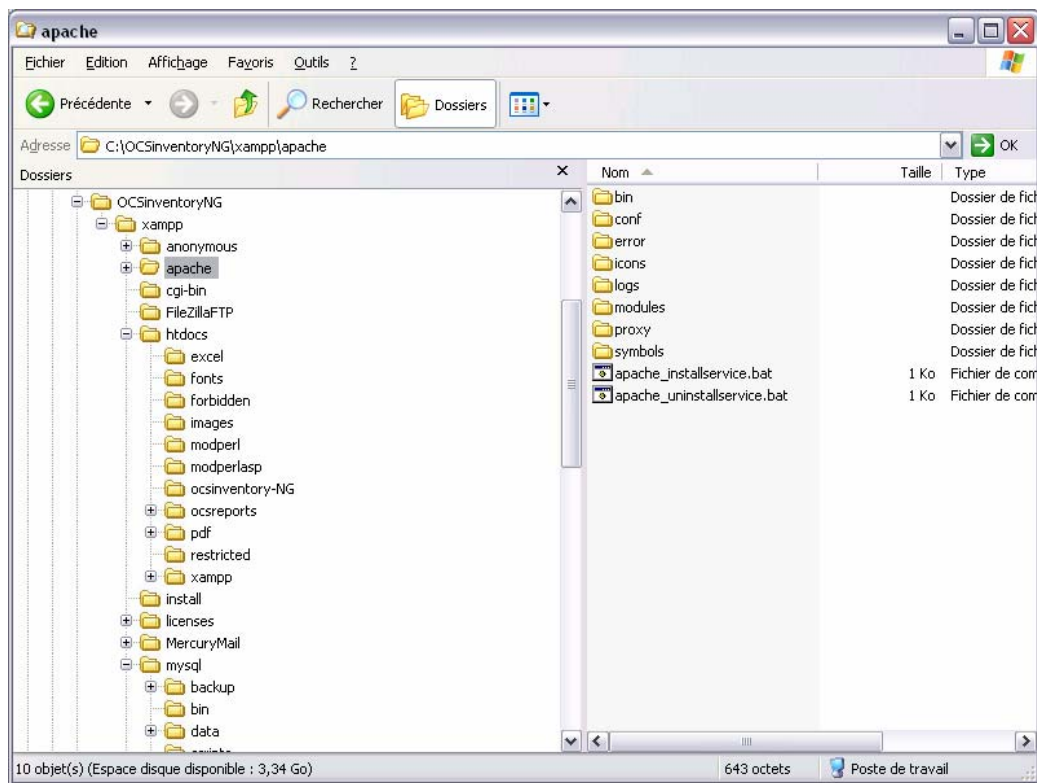 apache
Fichier Edition Affichage Favoris Outils ?
Précédente Rechercher Dossiers
Adresse C:\OCSinventoryNG\xampp\apache OK
Dossiers
OCSinventoryNG
xampp
anonymous
apache
cgi-bin
FileZillaFTP
htdocs
excel
fonts
forbidden
images
modperl
modperlasp
ocsinventory-NG
ocsreports
pdf
restricted
xampp
install
licenses
MercuryMail
mysql
backup
bin
data
Nom Taille Type
bin Dossier de fich
conf Dossier de fich
error Dossier de fich
icons Dossier de fich
logs Dossier de fich
modules Dossier de fich
proxy Dossier de fich
symbols Dossier de fich
apache_installservice.bat 1 Ko Fichier de com
apache_uninstallservice.bat 1 Ko Fichier de com
10 objet(s) (Espace disque disponible : 3,34 Go) 643 octets Poste de travail